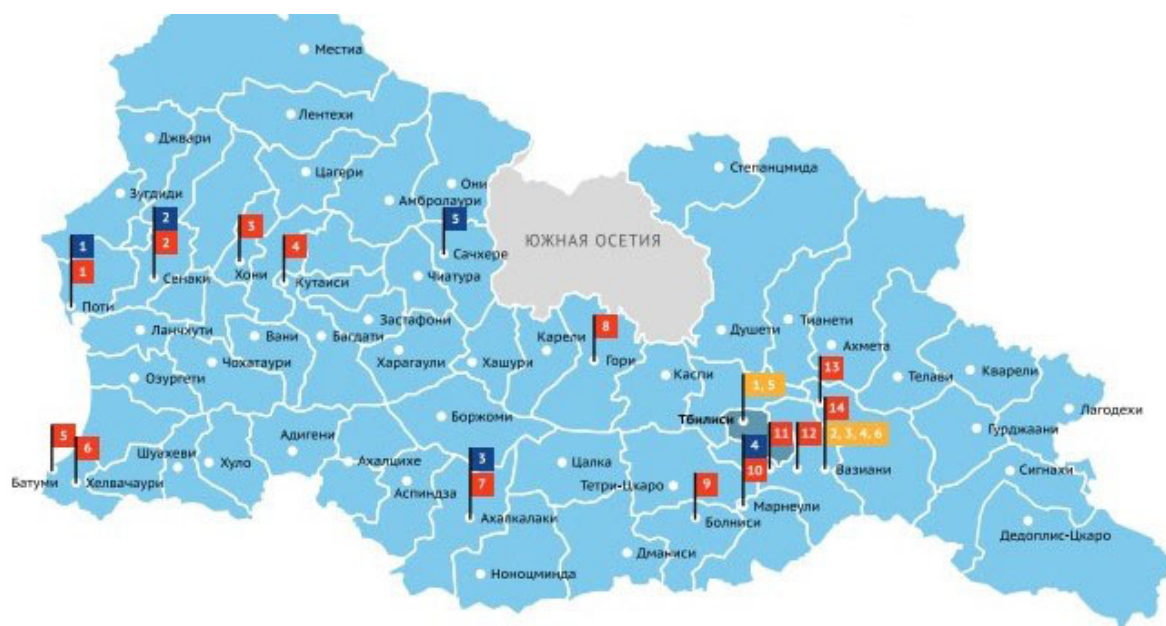 Местиа
Лентехи
Джвари
Цагери
Степанцмида
Зугдиди
Они
Амбролаури
2
3
5
1
2
4
ЮЖНАЯ ОСЕТИЯ
Сачхере
1
Хони
Сенаки
Кутаиси
Чиатура
Поти
Застафони
8
Тианети
Ланчхути
Вани
Багдати
Карели
Душети
Ахмета
Харагаули
Хашури
Гори
Чохатаури
13
Кварели
Озургети
Каспи
1, 5
Телави
14
Лагодехи
Боржоми
Тбилиси
5
Адигени
11
12
2, 3, 4, 6
Гурджаани
6
3
4
Шуахеви
Хуло
Ахалцихе
Цалка
10
Вазиани
Сигнахи
Батуми
Хелвачаури
Аспиндза
7
Тетри-Цкаро
9
Марнеули
Ахалкалаки
Болниси
Дедоплис-Цкаро
Дманиси
Ноноцминда